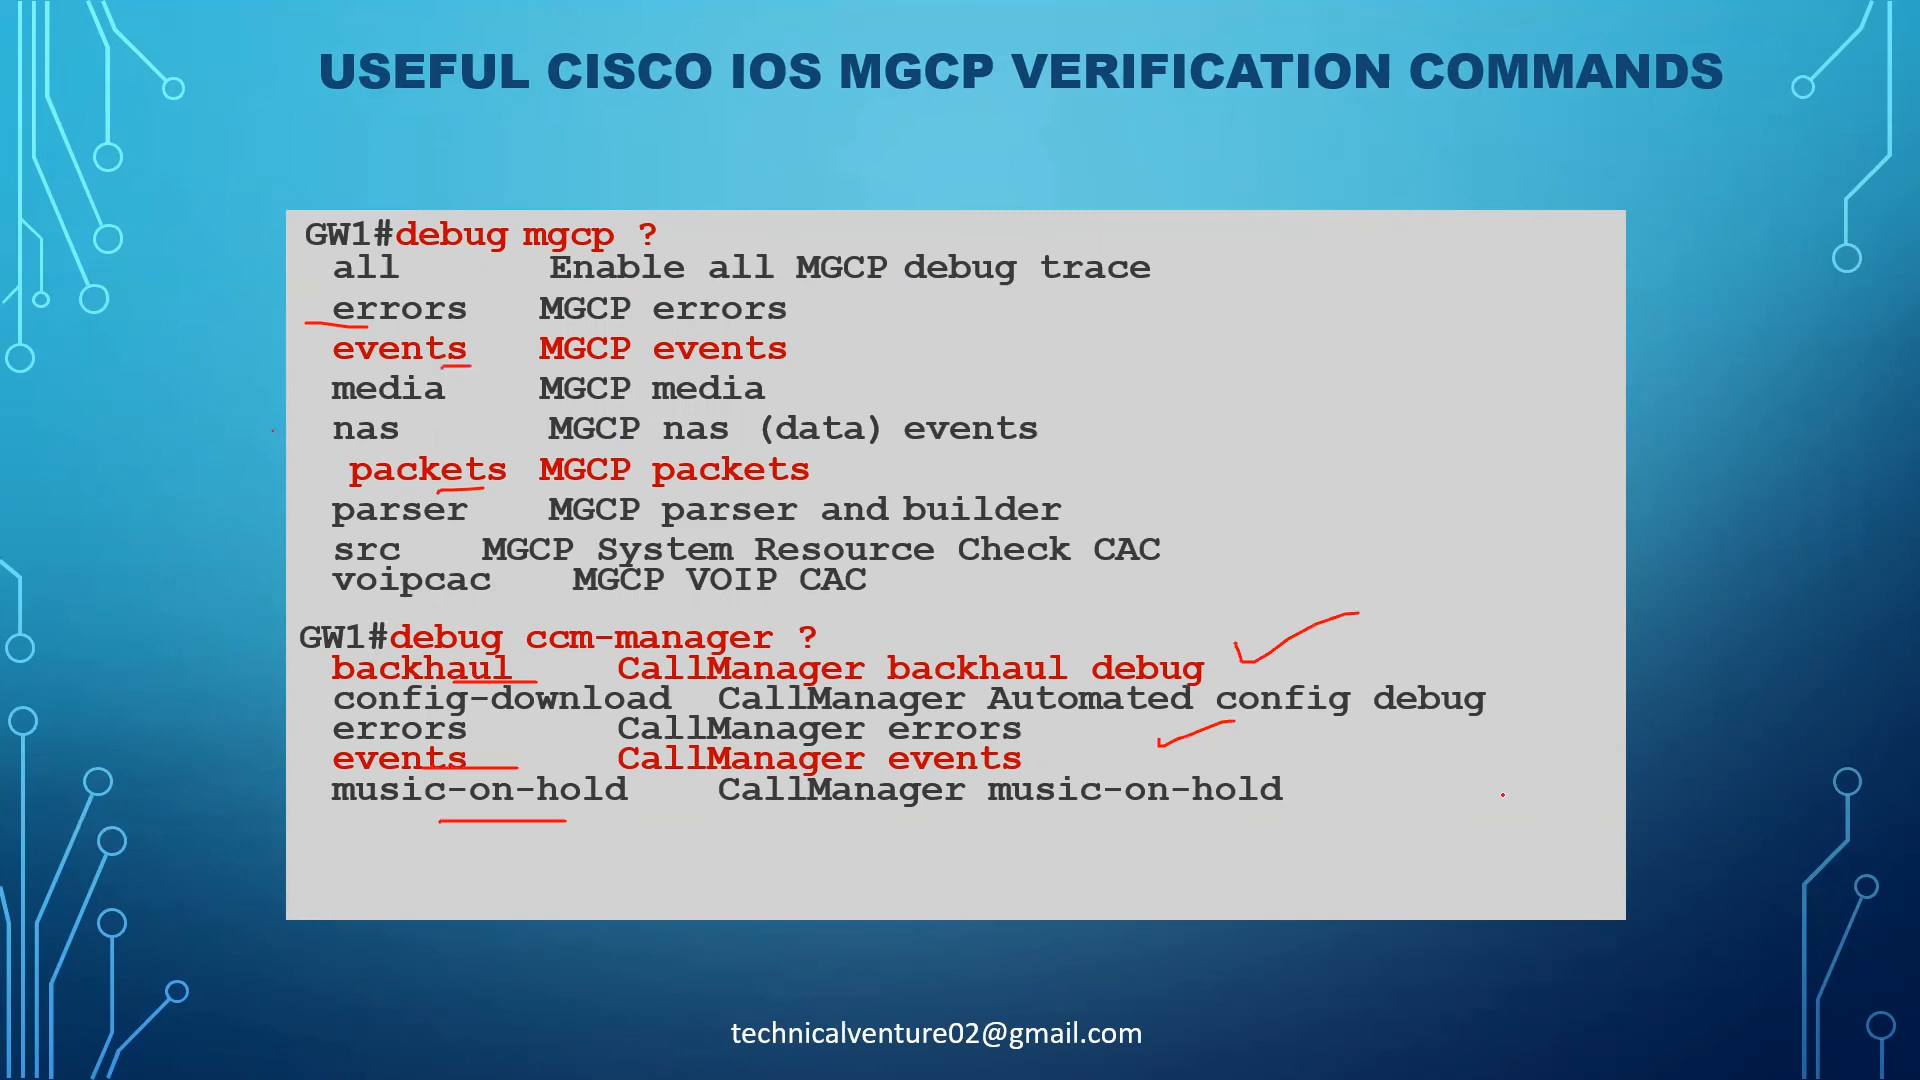 USEFUL CISCO IOS MGCP VERIFICATION COMMANDS
GW1#debug mgcp ?
all Enable all MGCP debug trace
errors MGCP errors
events MGCP events
media MGCP media
nas MGCP nas (data) events
packets MGCP packets
parser MGCP parser and builder
src MGCP System Resource Check CAC
voipcac MGCP VOIP CAC
GW1#debug ccm-manager ?
backhaul CallManager backhaul debug
config-download CallManager Automated config debug
errors CallManager errors
events CallManager events
music-on-hold CallManager music-on-hold
technicalventure02@gmail.com